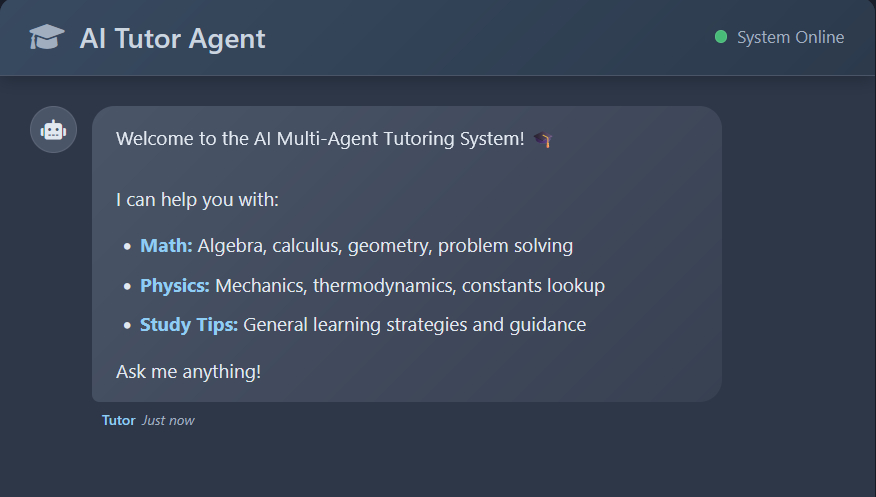 AI Tutor Agent
System Online
Welcome to the AI Multi-Agent Tutoring System! 🎓
I can help you with:
• Math: Algebra, calculus, geometry, problem solving
• Physics: Mechanics, thermodynamics, constants lookup
• Study Tips: General learning strategies and guidance
Ask me anything!
Tutor Just now